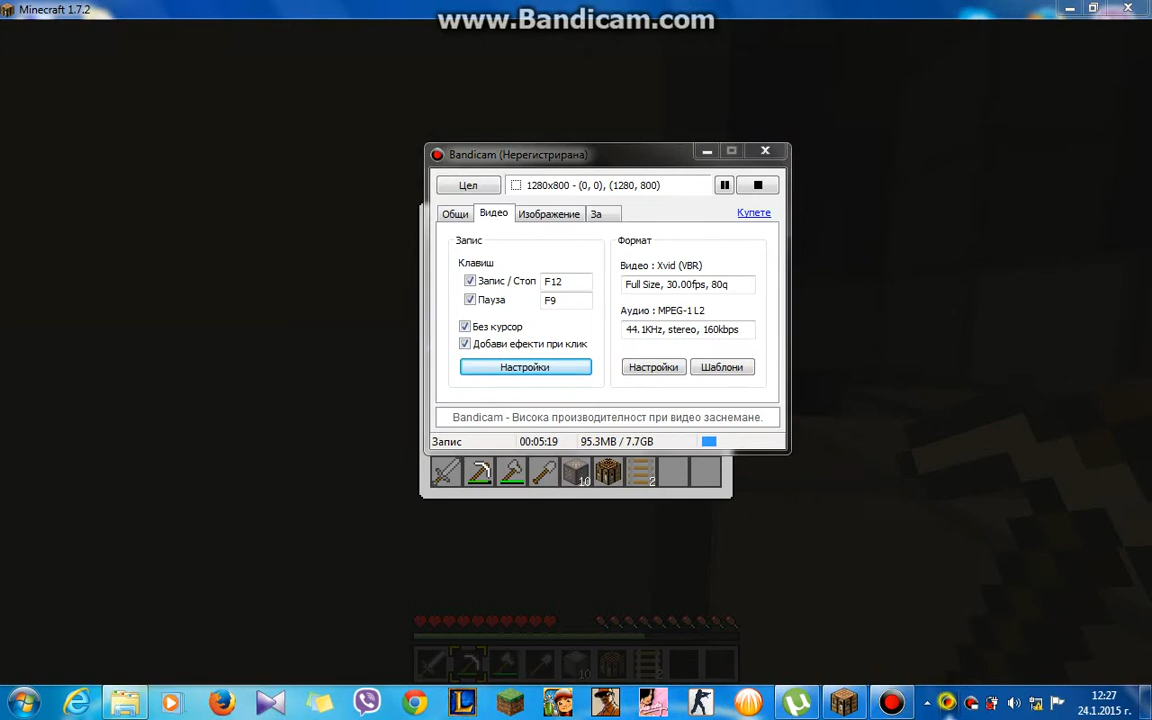 Minecraft 1.7.2
www.Bandicam.com
Bandicam (Нерегистрирана)
Цел
1280x800 - (0, 0), (1280, 800)
Общи
Видео
Изображение
За
Купете
Запис
Клавиш
Запис / Стоп
F12
Пауза
F9
Без курсор
Добави ефекти при клик
Настройки
Формат
Видео : Xvid (VBR)
Full Size, 30.00fps, 80q
Аудио : MPEG-1 L2
44.1KHz, stereo, 160kbps
Настройки
Шаблони
Bandicam - Висока производителност при видео заснемане.
Запис
00:05:19
95.3MB / 7.7GB
10
2
10
2
12:27
24.1.2015 г.